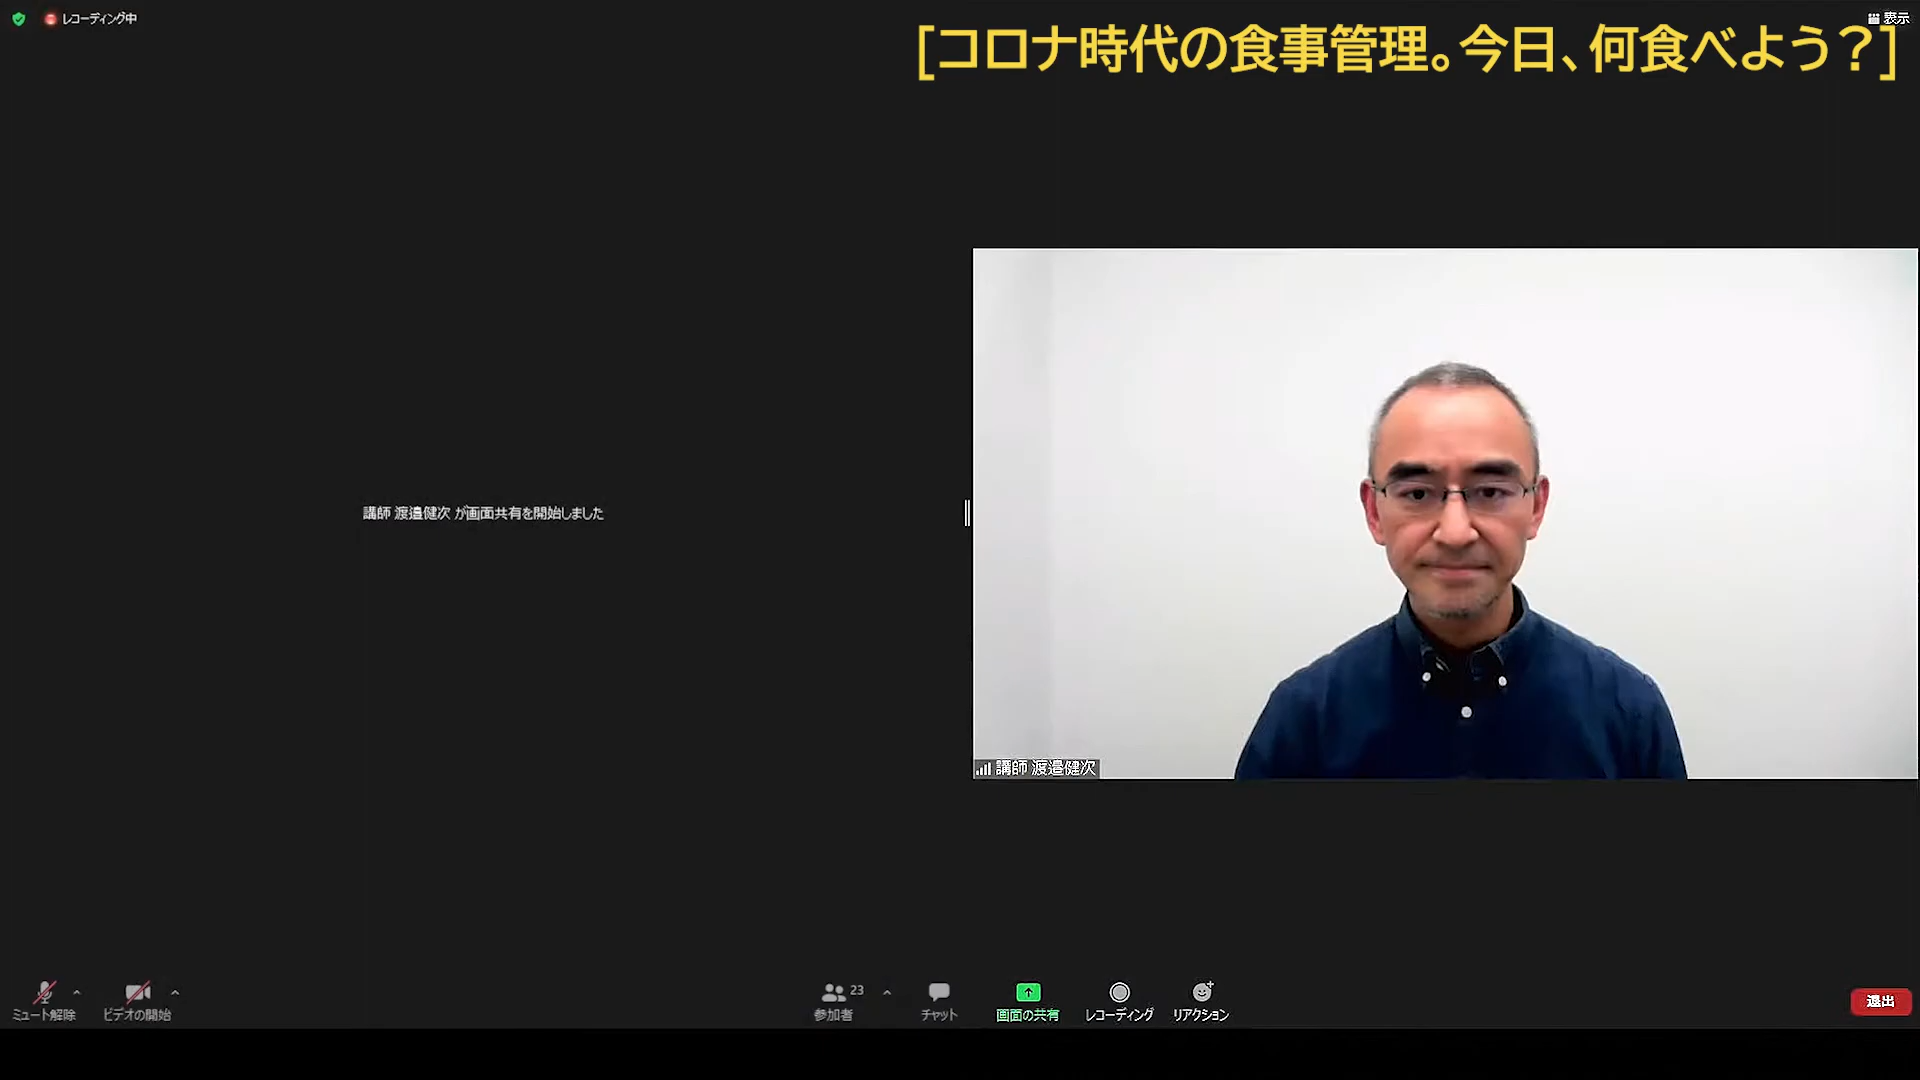 レコーディング中
表示
[コロナ時代の食事管理。今日、何食べよう?]
講師 渡邉健次 が画面共有を開始しました
講師 渡邉健次
ミュート解除
ビデオの開始
23
参加者
チャット
画面の共有
レコーディング
リアクション
退出